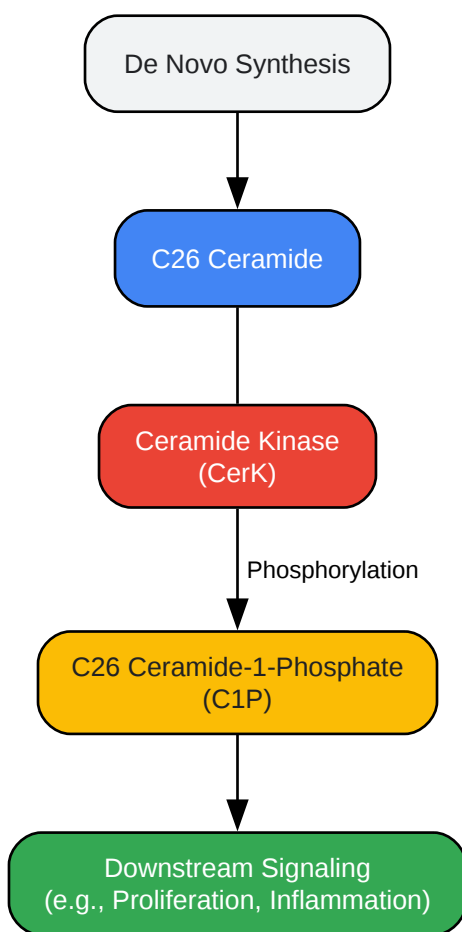 De Novo Synthesis
C26 Ceramide
Ceramide Kinase
(CerK)
Phosphorylation
C26 Ceramide-1-Phosphate
(C1P)
Downstream Signaling
(e.g., Proliferation, Inflammation)